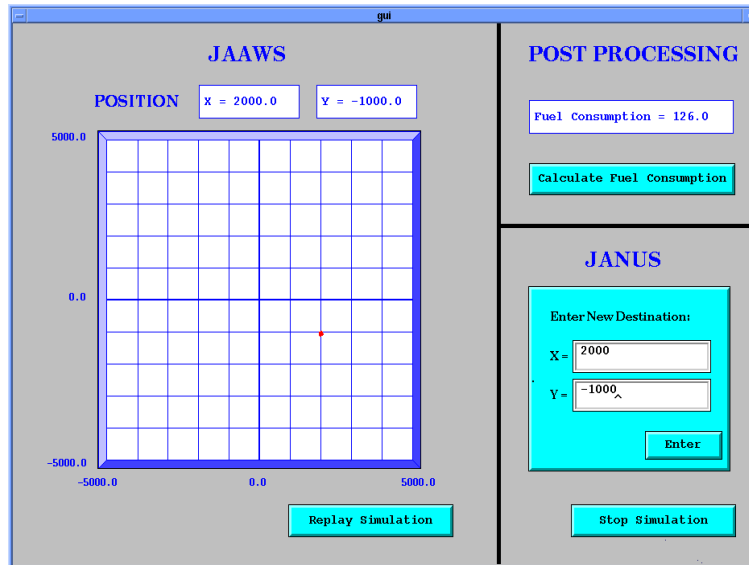 gui
JAAWS
POSITION X = 2000.0 Y = -1000.0
5000.0
0.0
-5000.0
-5000.0 0.0 5000.0
Replay Simulation
POST PROCESSING
Fuel Consumption = 126.0
Calculate Fuel Consumption
JANUS
Enter New Destination:
X = 2000
Y = -1000
Enter
Stop Simulation